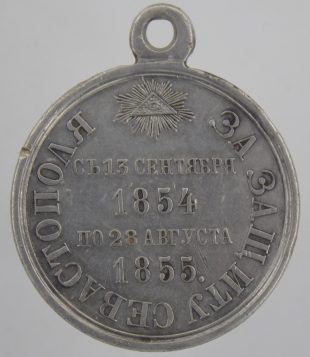 ЗА ЗАЩИТУ СЕВАСТОПОЛЯ
СЪ 13 СЕНТЯБРЯ
1854
ПО 28 АВГУСТА
1855.